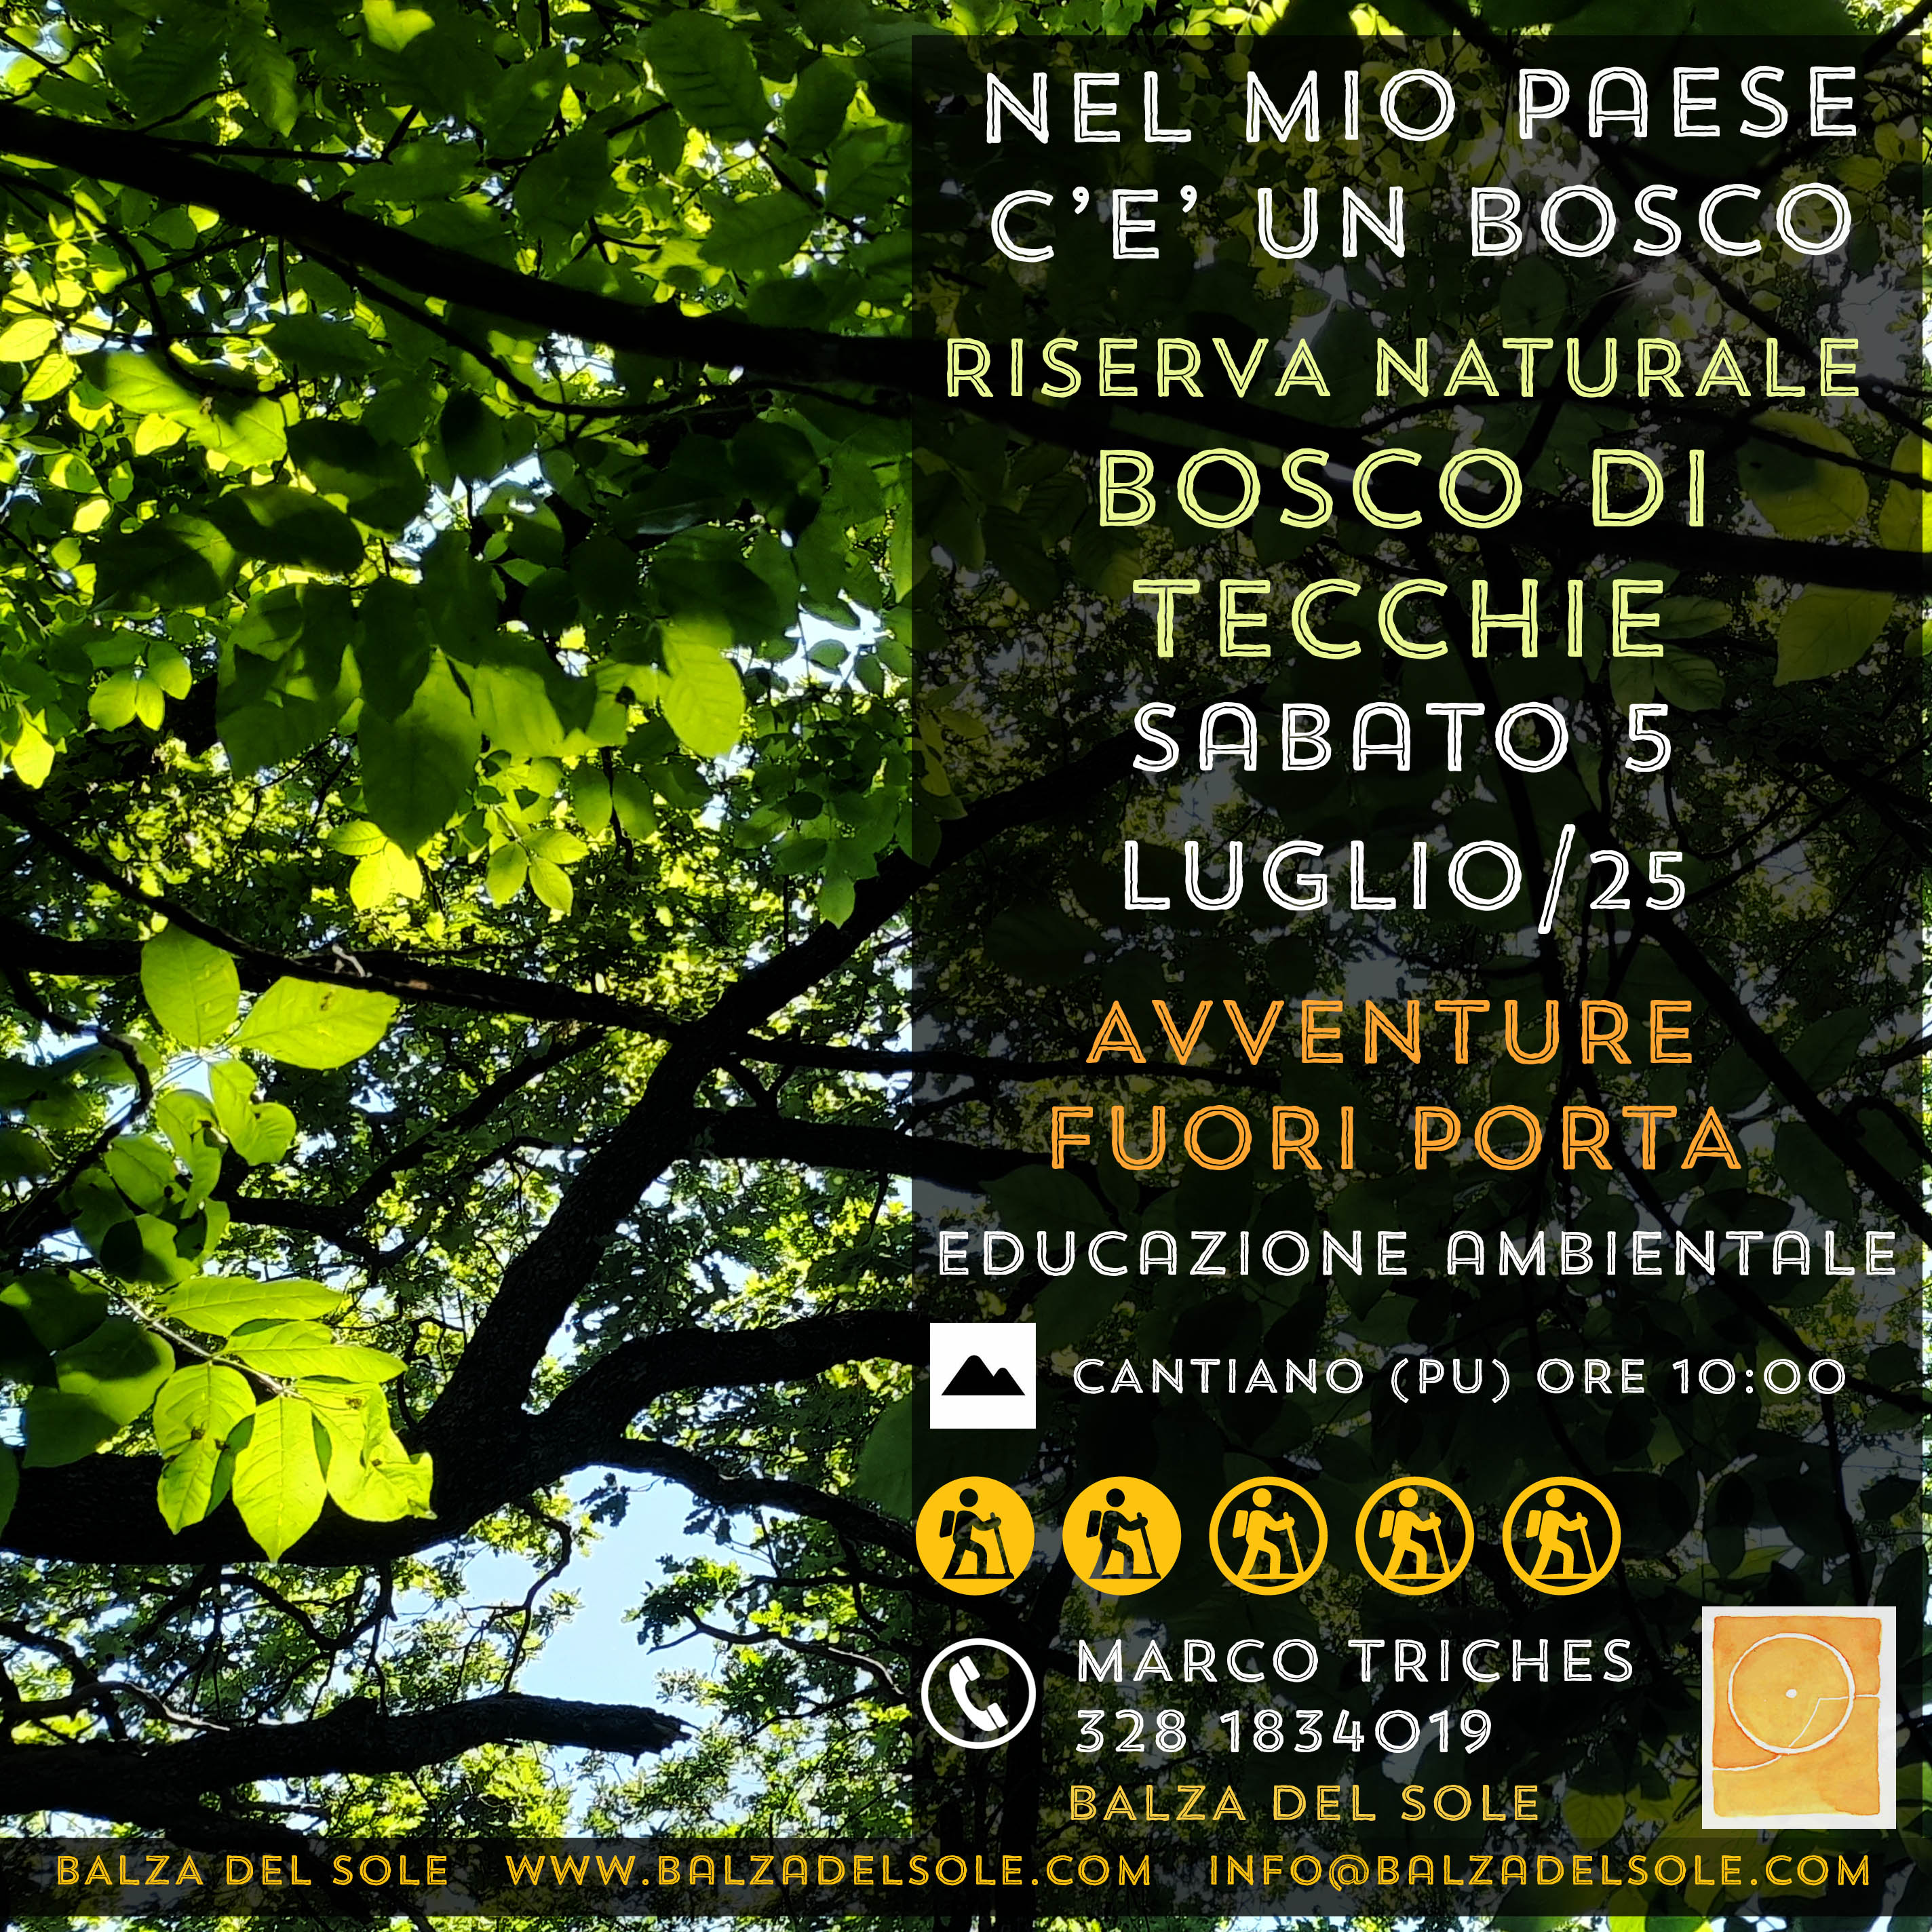 NEL MIO PAESE
C'E' UN BOSCO
RISERVA NATURALE
BOSCO DI
TECCHIE
SABATO 5
LUGLIO/25
AVVENTURE
FUORI PORTA
EDUCAZIONE AMBIENTALE
CANTIANO (PU) ORE 10:00
MARCO TRICHES
328 1834019
BALZA DEL SOLE
BALZA DEL SOLE WWW.BALZADELSOLE.COM INFO@BALZADELSOLE.COM